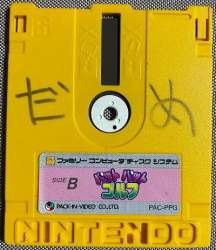 だ め
ファミリー コンピュータ ディスク システム
SIDE B
パット パット
ゴルフ
PACK-IN-VIDEO CO.,LTD. PAC-PPG
NINTENDO